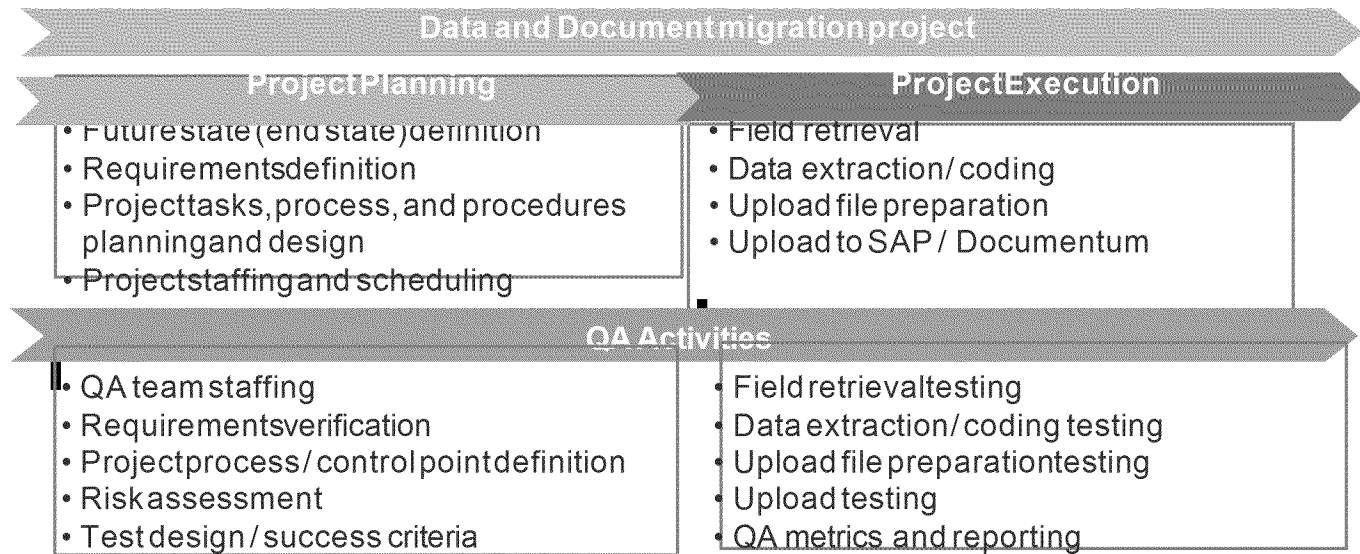 Data and Document migration project
Project Planning
Project Execution
• Future state (end state) definition
• Requirements definition
• Project tasks, process, and procedures
planning and design
• Project staffing and scheduling
• Field retrieval
• Data extraction / coding
• Upload file preparation
• Upload to SAP / Documentum
QA Activities
• QA team staffing
• Requirements verification
• Project process / control point definition
• Risk assessment
• Test design / success criteria
• Field retrieval testing
• Data extraction / coding testing
• Upload file preparation testing
• Upload testing
• QA metrics and reporting